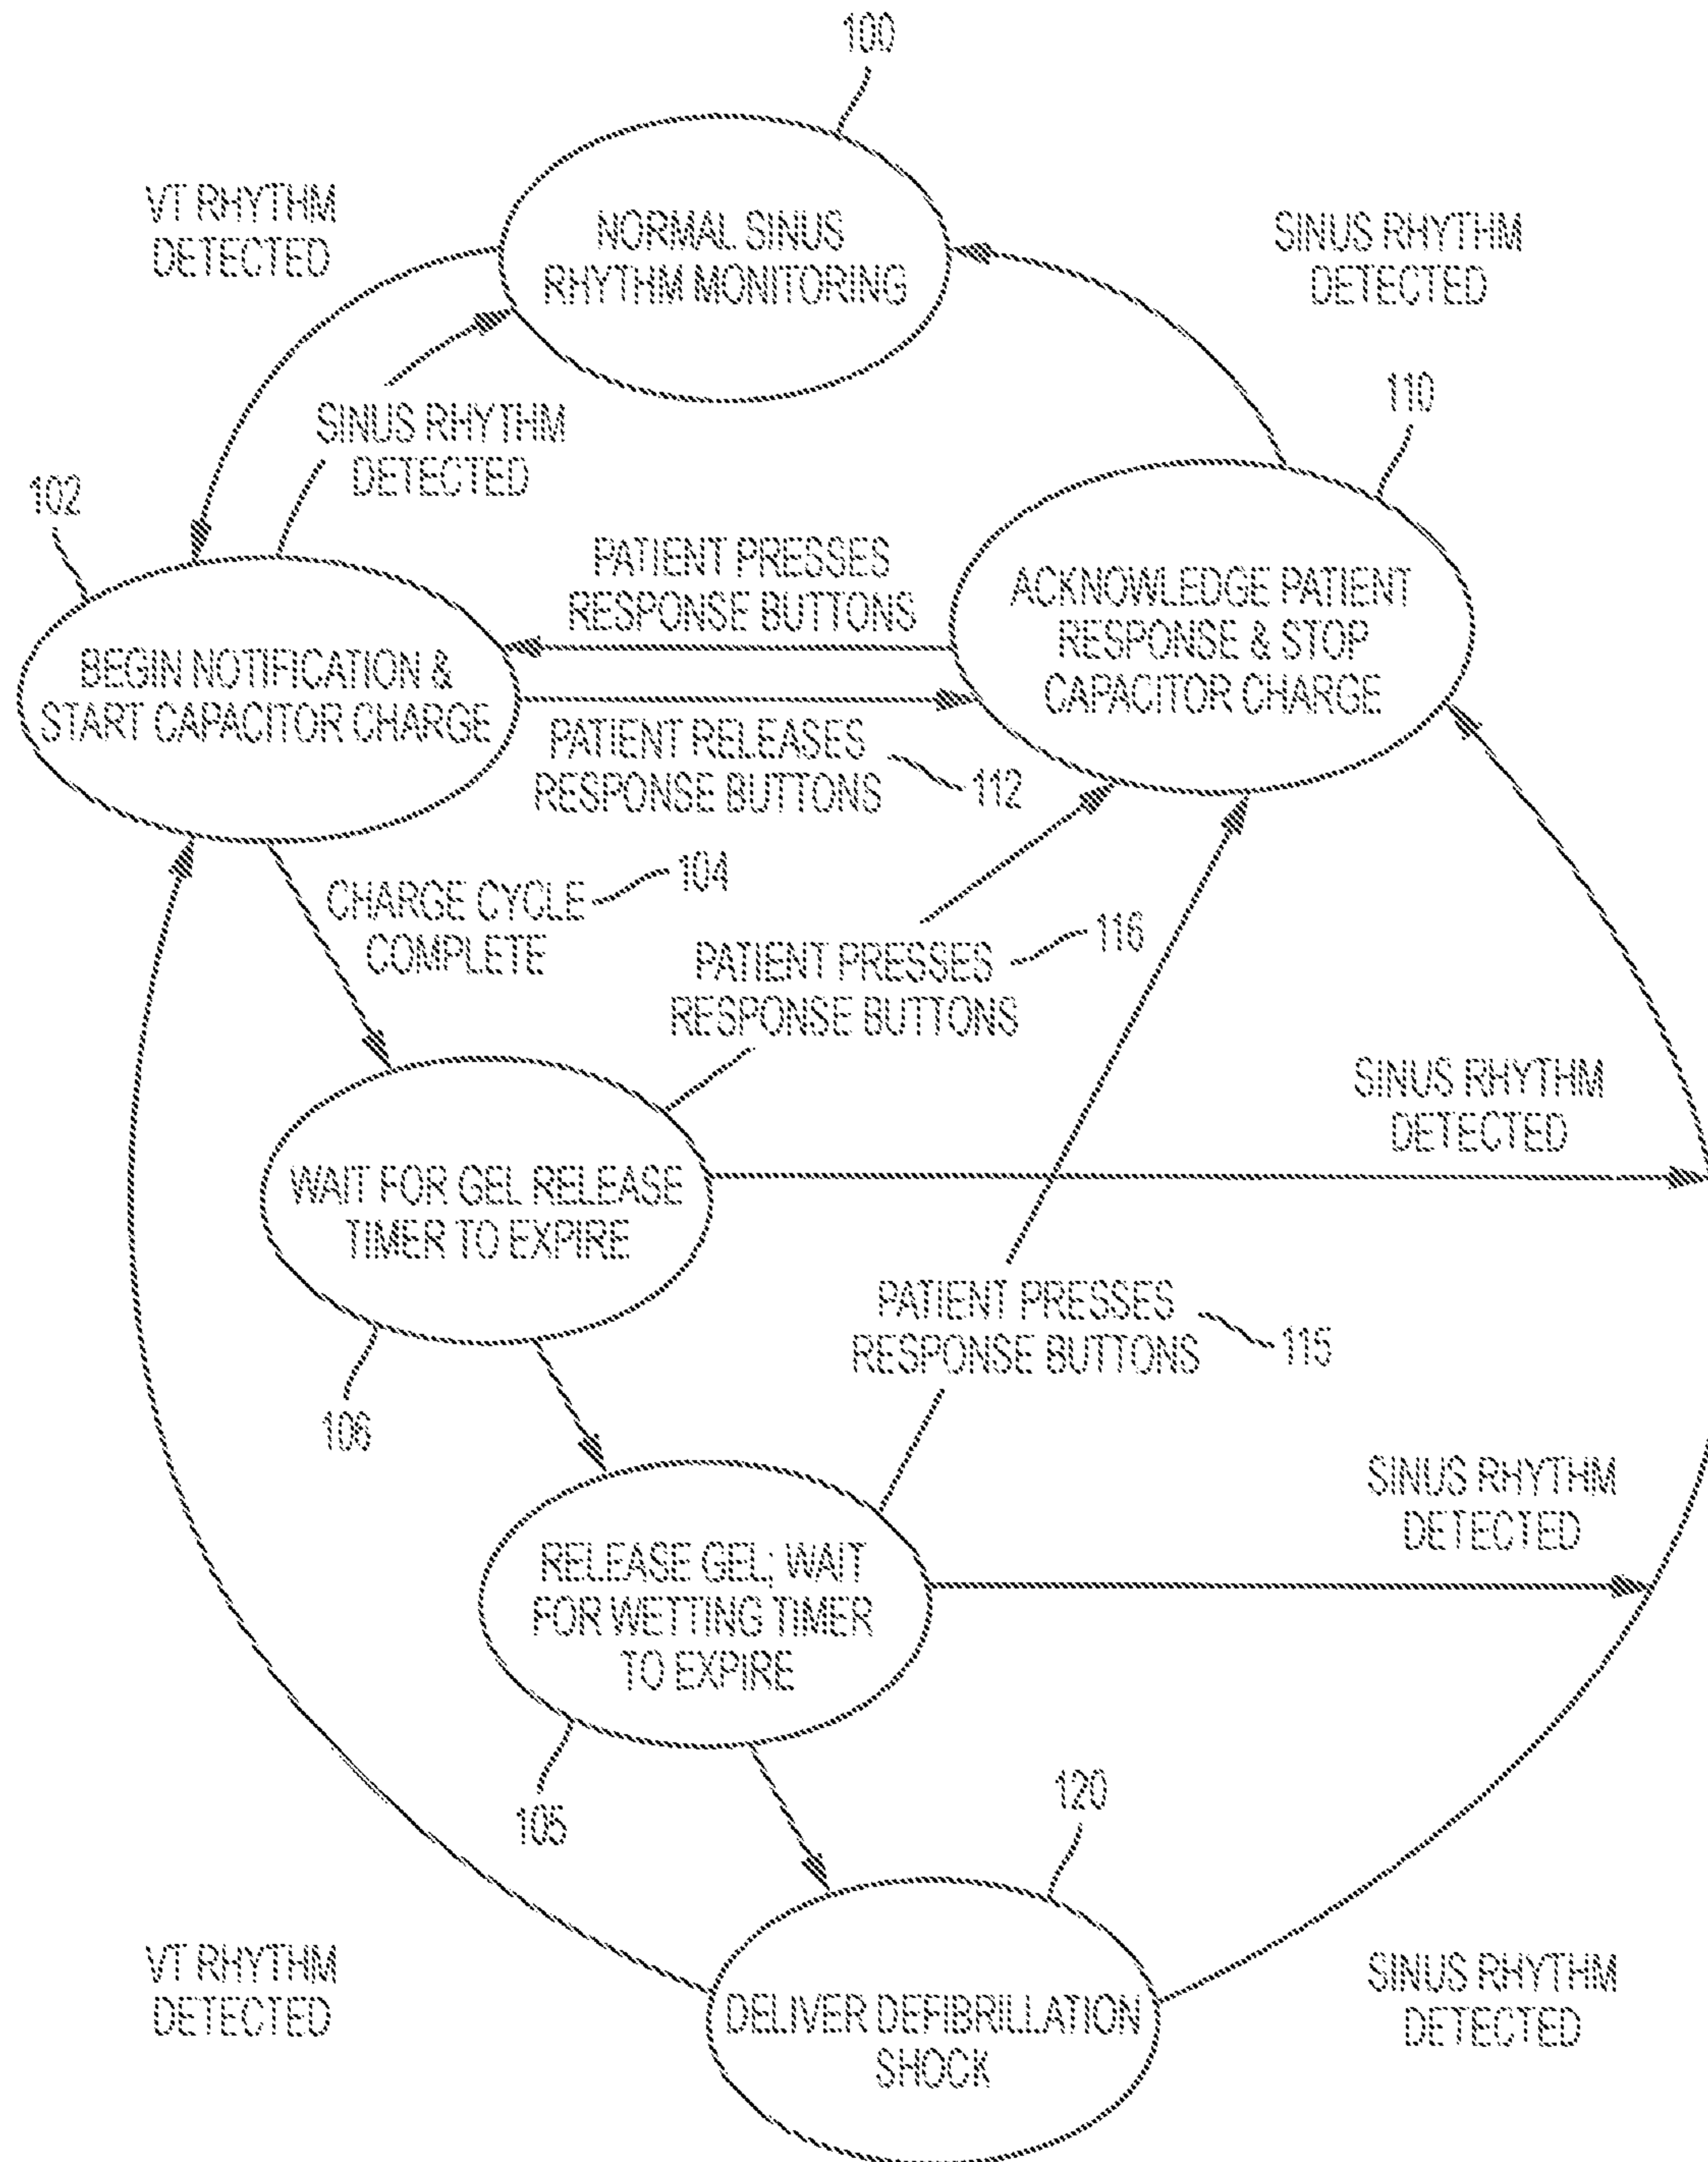 100
VT RHYTHM
DETECTED
NORMAL SINUS
RHYTHM MONITORING
SINUS RHYTHM
DETECTED
110
SINUS RHYTHM
DETECTED
102
PATIENT PRESSES
RESPONSE BUTTONS
ACKNOWLEDGE PATIENT
RESPONSE & STOP
CAPACITOR CHARGE
BEGIN NOTIFICATION &
START CAPACITOR CHARGE
PATIENT RELEASES
RESPONSE BUTTONS
112
CHARGE CYCLE
COMPLETE
104
PATIENT PRESSES
RESPONSE BUTTONS
116
SINUS RHYTHM
DETECTED
WAIT FOR GEL RELEASE
TIMER TO EXPIRE
PATIENT PRESSES
RESPONSE BUTTONS
115
106
SINUS RHYTHM
DETECTED
RELEASE GEL; WAIT
FOR WETTING TIMER
TO EXPIRE
105
120
VT RHYTHM
DETECTED
DELIVER DEFIBRILLATION
SHOCK
SINUS RHYTHM
DETECTED